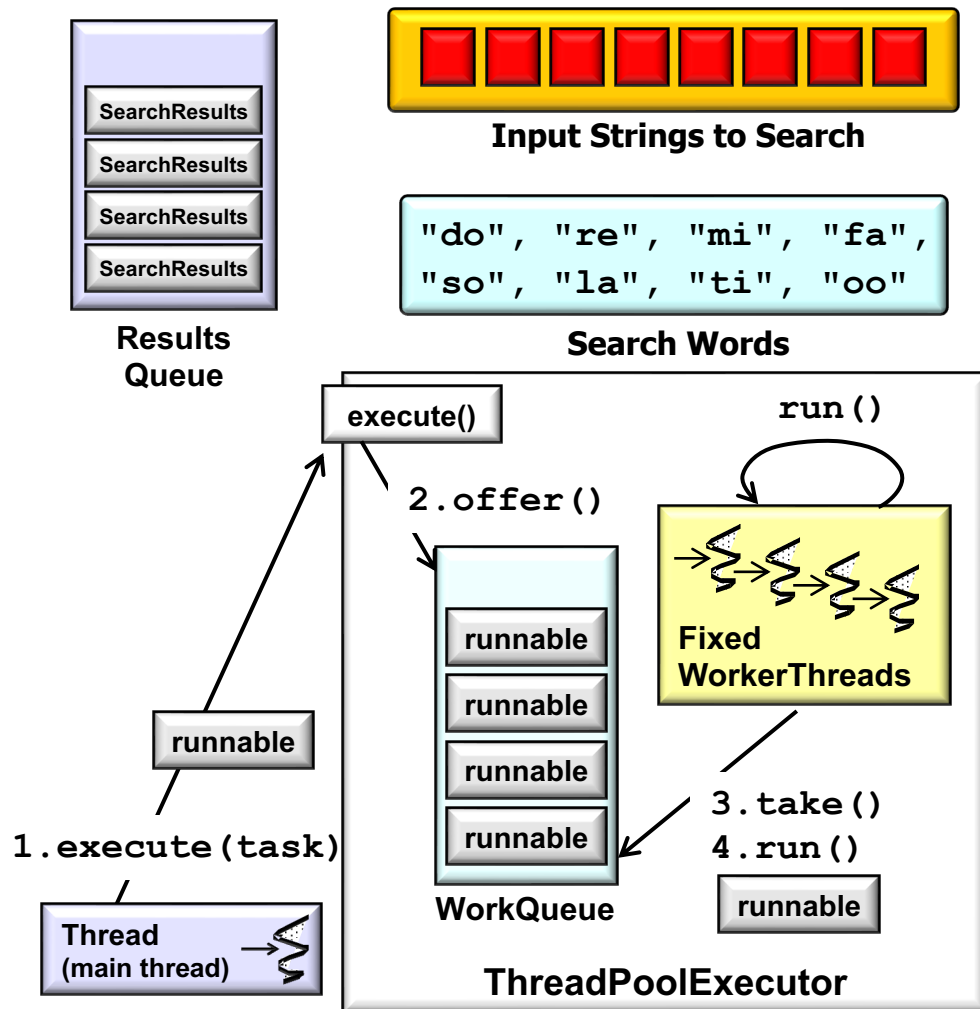 SearchResults
SearchResults
SearchResults
SearchResults
Results
Queue
Input Strings to Search
"do", "re", "mi", "fa",
"so", "la", "ti", "oo"
Search Words
execute()
run()
2.offer()
runnable
runnable
runnable
runnable
WorkQueue
Fixed
WorkerThreads
runnable
1.execute(task)
Thread
(main thread)
3.take()
4.run()
runnable
ThreadPoolExecutor